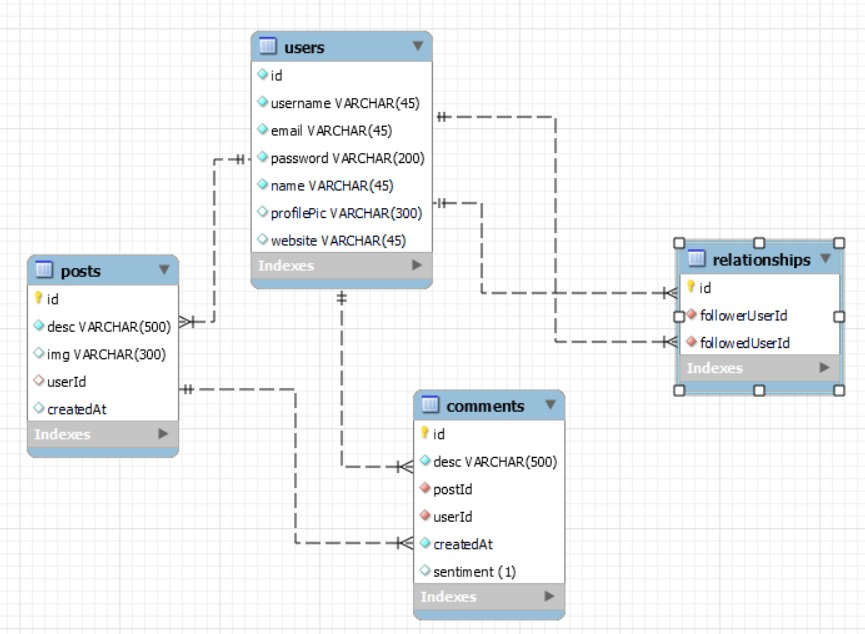 users
id
username VARCHAR(45)
email VARCHAR(45)
password VARCHAR(200)
name VARCHAR(45)
profilePic VARCHAR(300)
website VARCHAR(45)
Indexes
posts
id
desc VARCHAR(500)
img VARCHAR(300)
userId
createdAt
Indexes
relationships
id
followerUserId
followedUserId
Indexes
comments
id
desc VARCHAR(500)
postId
userId
createdAt
sentiment (1)
Indexes